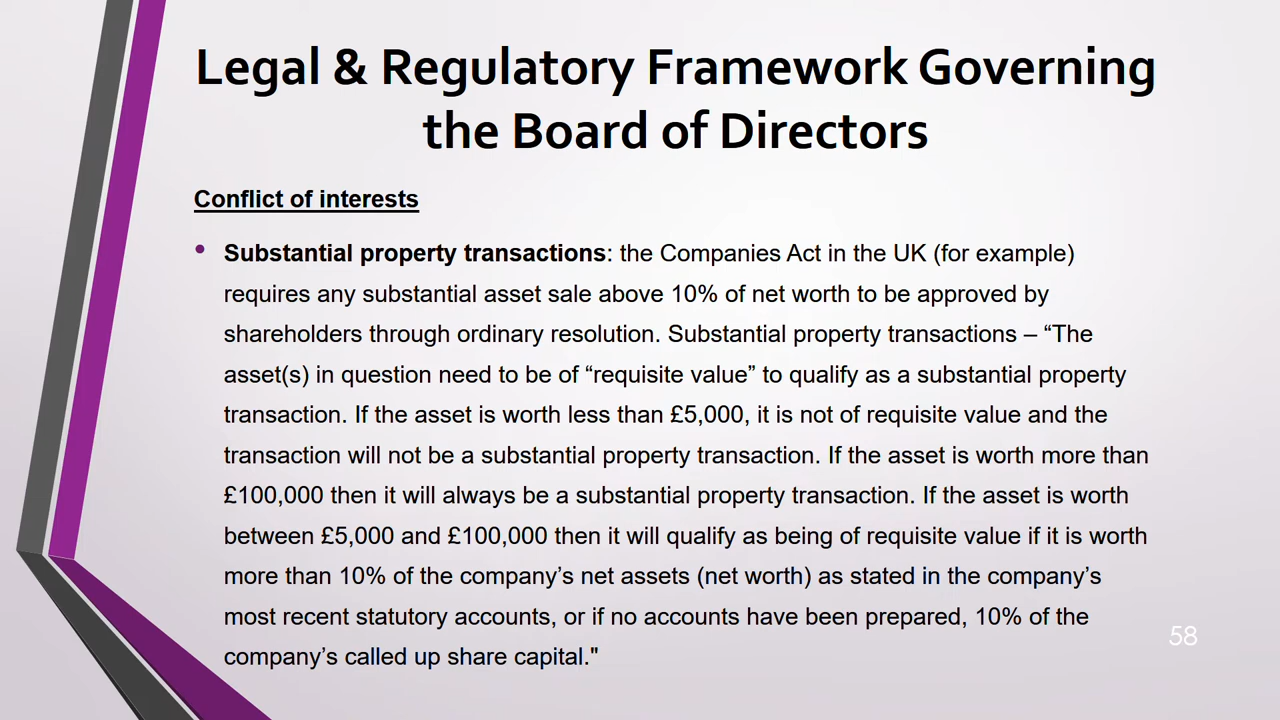 Legal & Regulatory Framework Governing
the Board of Directors
Conflict of interests
• Substantial property transactions: the Companies Act in the UK (for example)
requires any substantial asset sale above 10% of net worth to be approved by
shareholders through ordinary resolution. Substantial property transactions – “The
asset(s) in question need to be of “requisite value” to qualify as a substantial property
transaction. If the asset is worth less than £5,000, it is not of requisite value and the
transaction will not be a substantial property transaction. If the asset is worth more than
£100,000 then it will always be a substantial property transaction. If the asset is worth
between £5,000 and £100,000 then it will qualify as being of requisite value if it is worth
more than 10% of the company’s net assets (net worth) as stated in the company’s
most recent statutory accounts, or if no accounts have been prepared, 10% of the
company’s called up share capital."
58